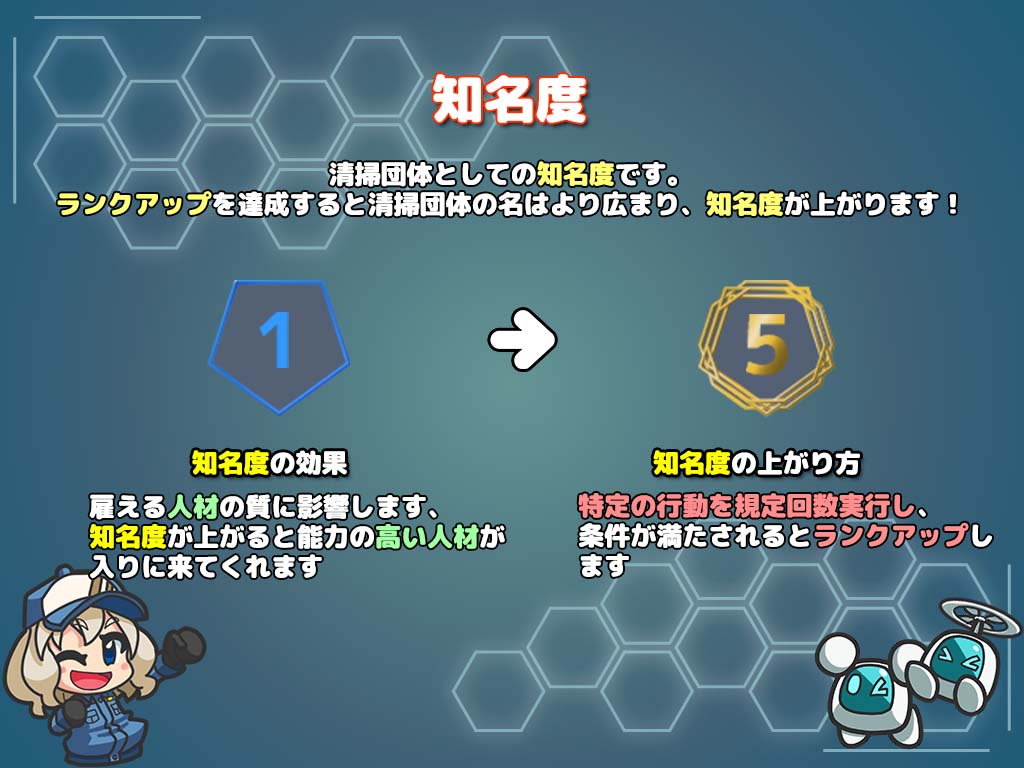 知名度
清掃団体としての知名度です。
ランクアップを達成すると清掃団体の名はより広まり、知名度が上がります！
1
5
知名度の効果
雇える人材の質に影響します、
知名度が上がると能力の高い人材が
入りに来てくれます
知名度の上がり方
特定の行動を規定回数実行し、
条件が満たされるとランクアップし
ます